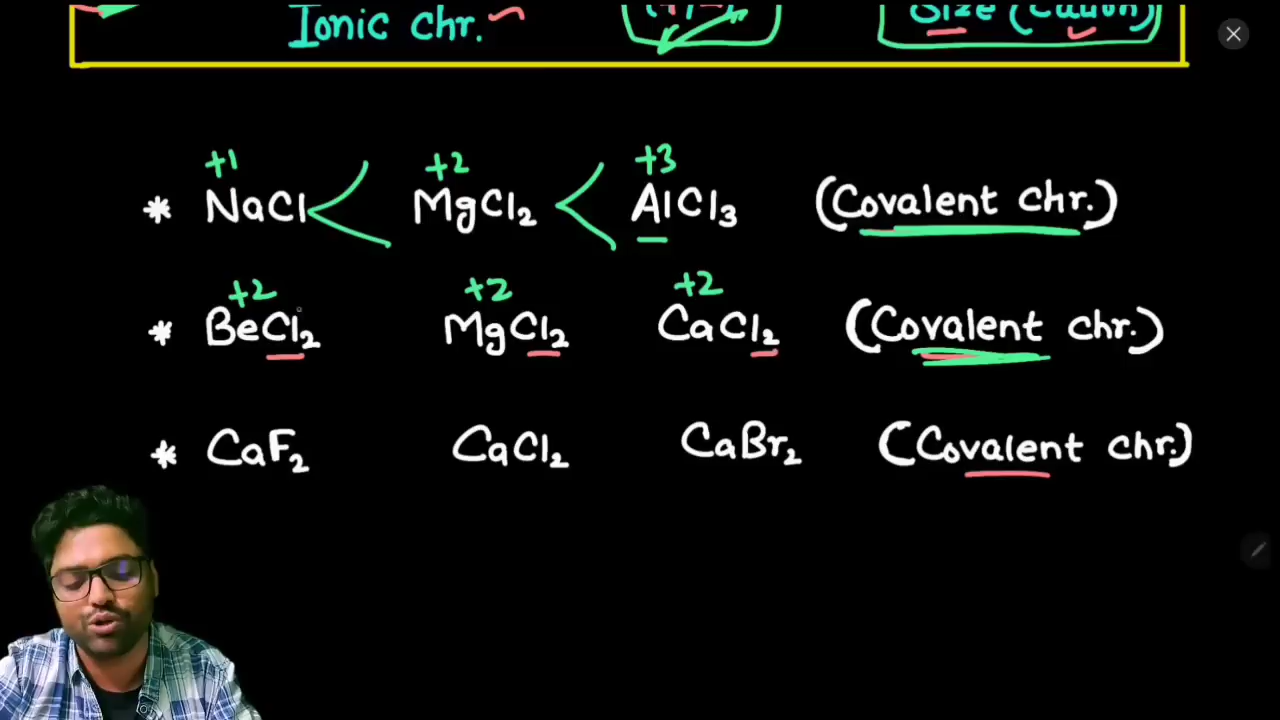 Ionic chr.
Size (Cation)
+1 +2 +3
* NaCl < MgCl₂ < AlCl₃ (Covalent chr.)
+2 +2 +2
* BeCl₂ MgCl₂ CaCl₂ (Covalent chr.)
* CaF₂ CaCl₂ CaBr₂ (Covalent chr.)